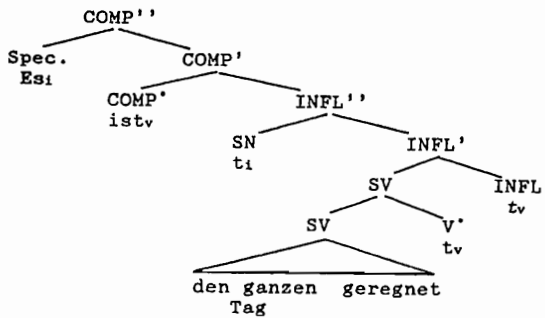 COMP''
Spec. COMP'
Esi
COMP° INFL''
istv
SN INFL'
ti
SV INFL
tv
SV V°
tv
den ganzen geregnet
Tag